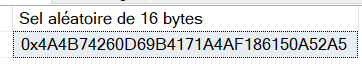 Sel aléatoire de 16 bytes
0x4A4B74260D69B4171A4AF186150A52A5